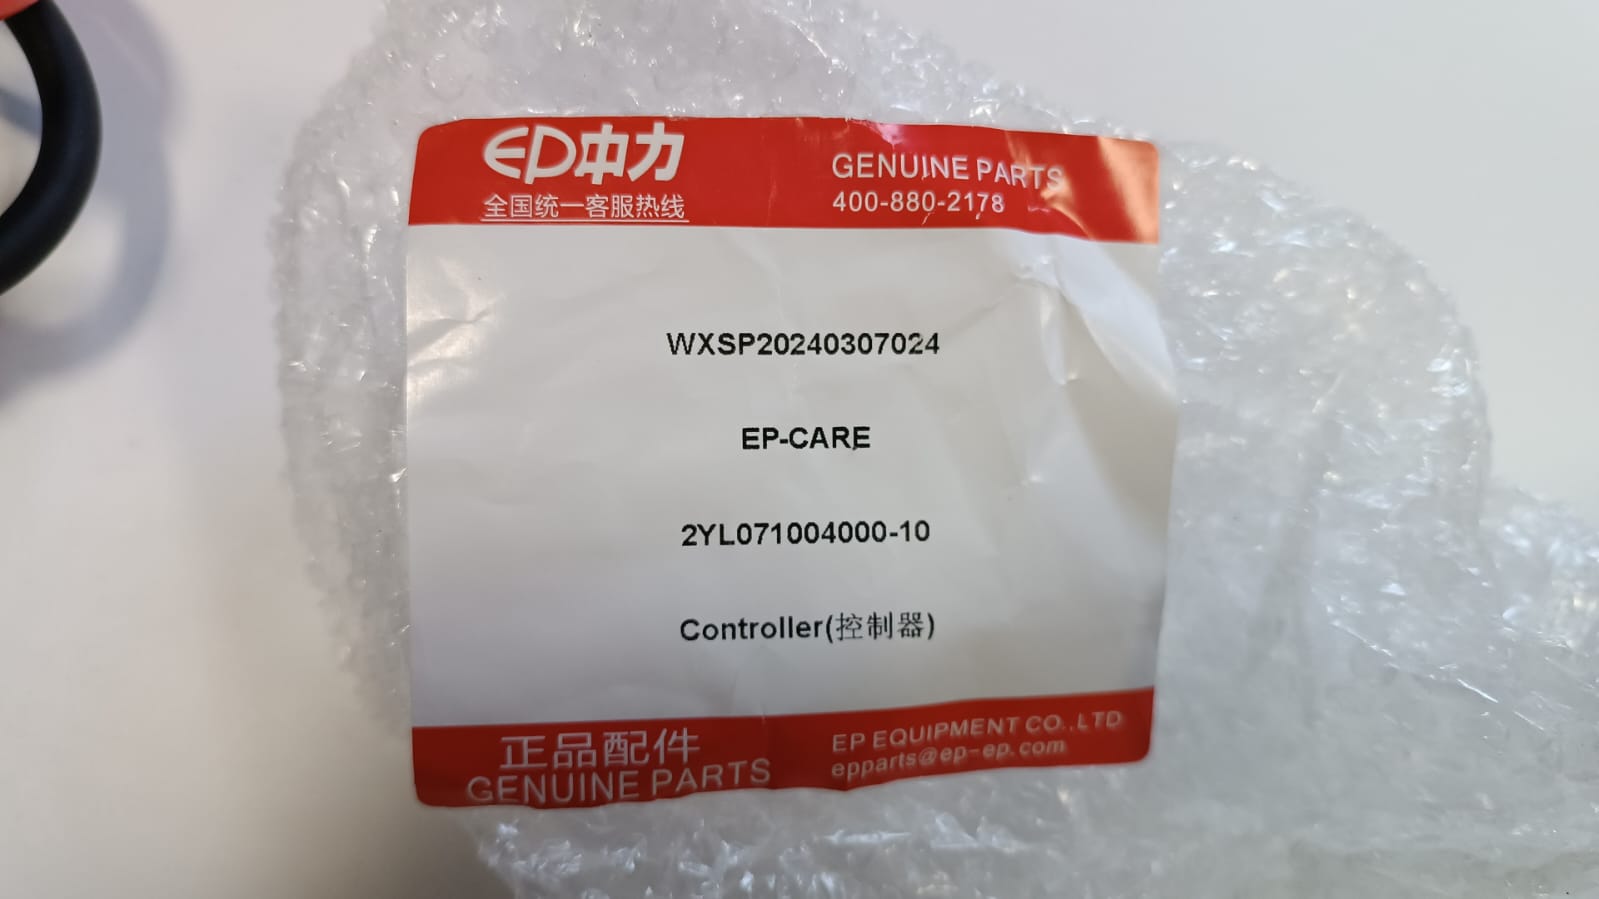 EP中力
全国统一客服热线
GENUINE PARTS
400-880-2178
WXSP20240307024
EP-CARE
2YL071004000-10
Controller(控制器)
正品配件
GENUINE PARTS
EP EQUIPMENT CO.,LTD
epparts@ep-ep.com